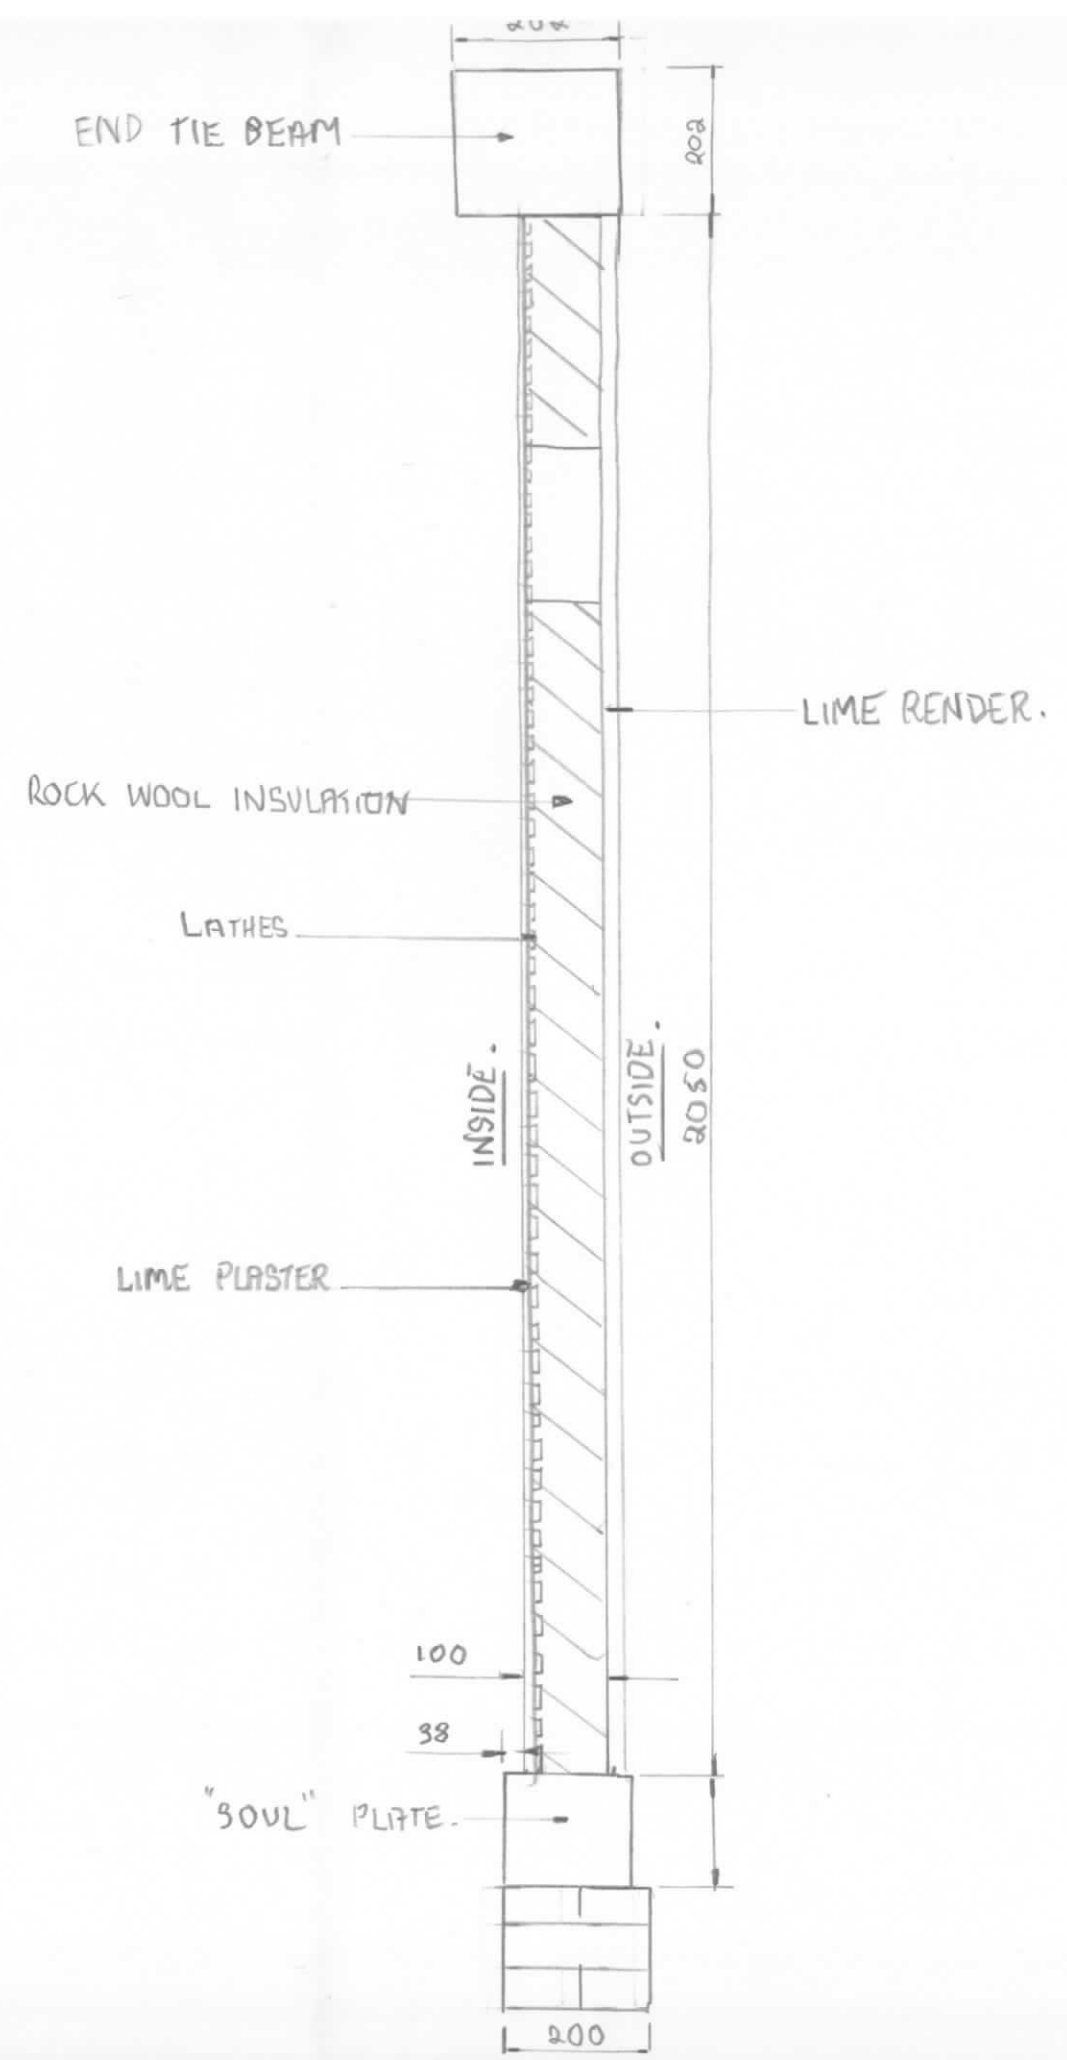 202
END TIE BEAM
202
LIME RENDER.
ROCK WOOL INSULATION
LATHES
INSIDE.
OUTSIDE.
2050
LIME PLASTER
100
38
"SOUL" PLATE.
200